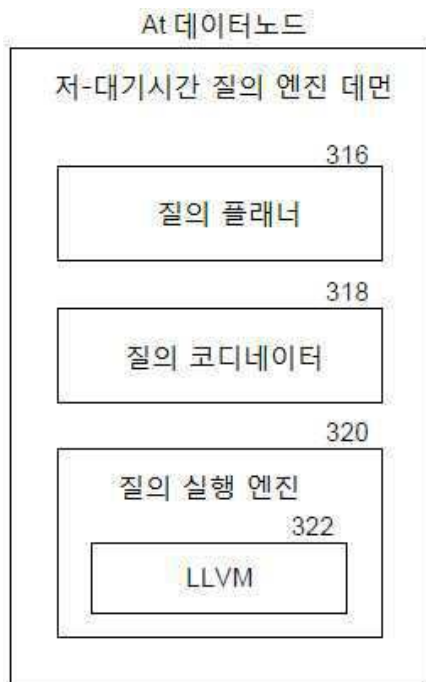 At 데이터노드
저-대기시간 질의 엔진 데먼
316
질의 플래너
318
질의 코디네이터
320
질의 실행 엔진
322
LLVM